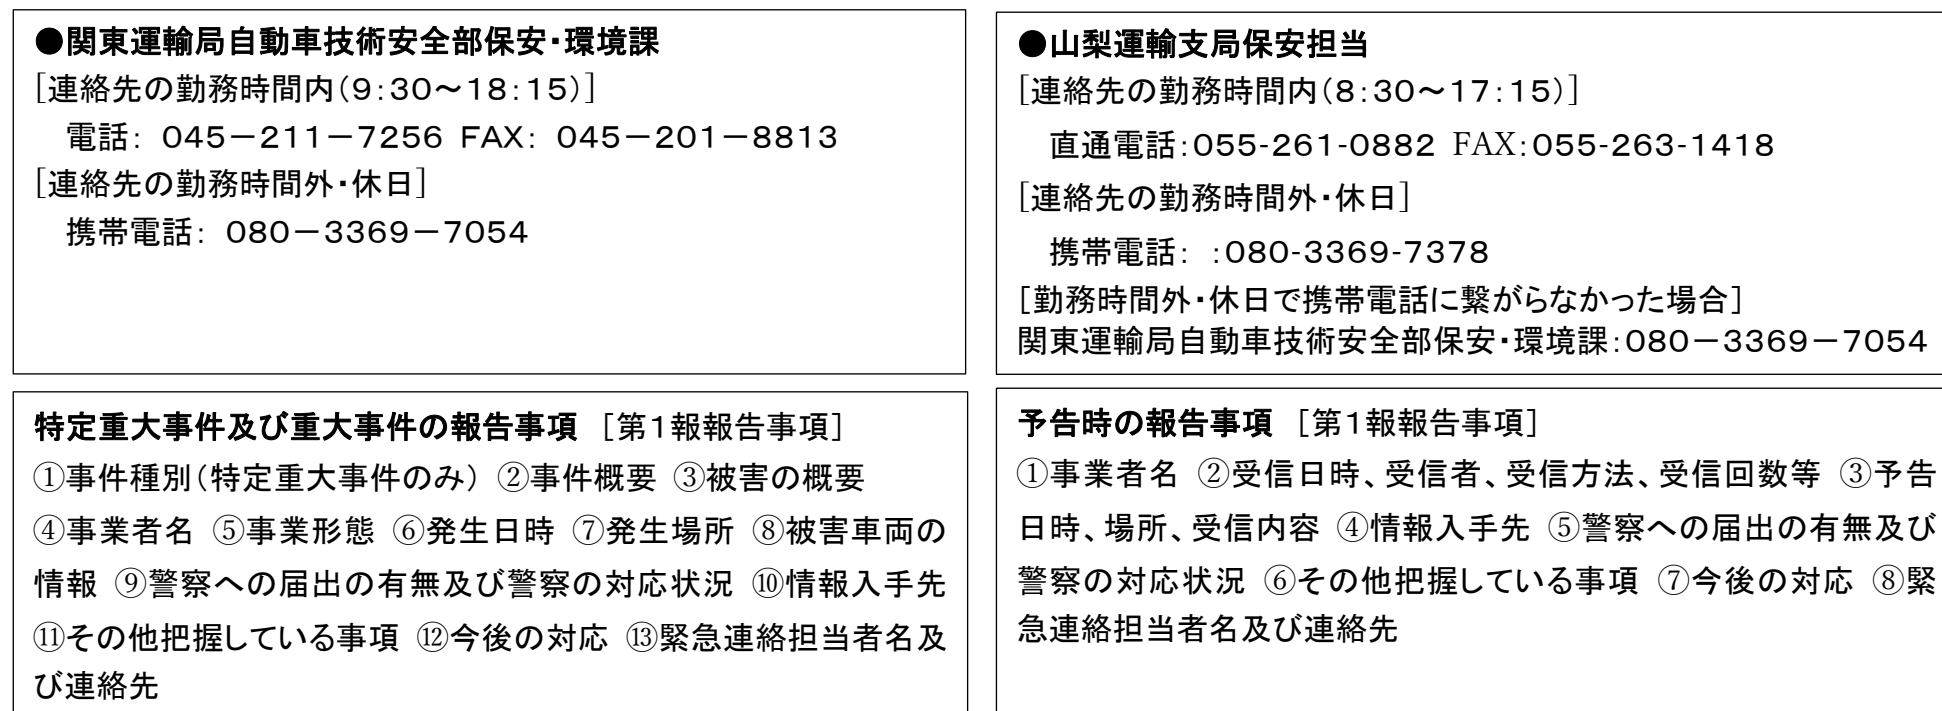 ●関東運輸局自動車技術安全部保安・環境課
[連絡先の勤務時間内(9:30~18:15)]
電話: 045-211-7256 FAX: 045-201-8813
[連絡先の勤務時間外・休日]
携帯電話: 080-3369-7054
●山梨運輸支局保安担当
[連絡先の勤務時間内(8:30~17:15)]
直通電話:055-261-0882 FAX:055-263-1418
[連絡先の勤務時間外・休日]
携帯電話: :080-3369-7378
[勤務時間外・休日で携帯電話に繋がらなかった場合]
関東運輸局自動車技術安全部保安・環境課:080-3369-7054
特定重大事件及び重大事件の報告事項 [第1報報告事項]
①事件種別(特定重大事件のみ) ②事件概要 ③被害の概要
④事業者名 ⑤事業形態 ⑥発生日時 ⑦発生場所 ⑧被害車両の
情報 ⑨警察への届出の有無及び警察の対応状況 ⑩情報入手先
⑪その他把握している事項 ⑫今後の対応 ⑬緊急連絡担当者名及
び連絡先
予告時の報告事項 [第1報報告事項]
①事業者名 ②受信日時、受信者、受信方法、受信回数等 ③予告
日時、場所、受信内容 ④情報入手先 ⑤警察への届出の有無及び
警察の対応状況 ⑥その他把握している事項 ⑦今後の対応 ⑧緊
急連絡担当者名及び連絡先